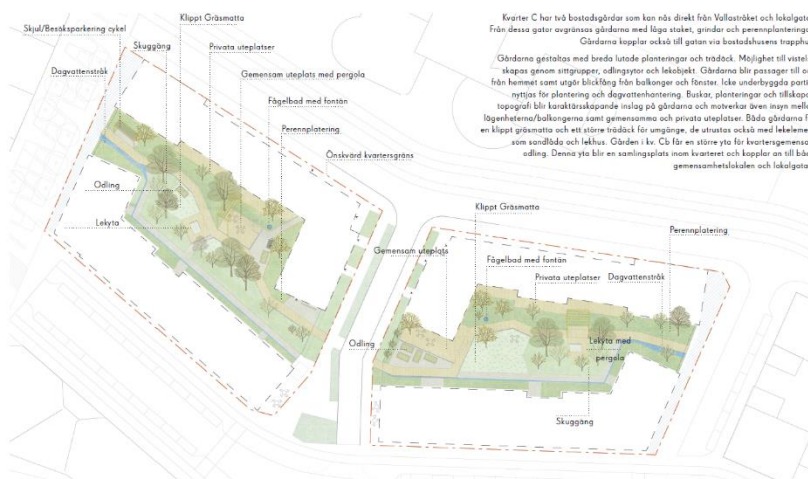 Kvarter C har två bostadsgårdar som kan nås direkt från Vallastråket och lokalgata
Från dessa gator avgränsas gårdarna med låga staket, grindar och perennplanteringa
Gårdarna kopplar också till gatan via bostadshusens trapphu
Gårdarna gestaltas med breda lutade planteringar och trädäck. Möjlighet till vistels
skapas genom sittgrupper, odlingsytor och lekobjekt. Gårdarna blir passager till oc
från hemmet samt utgör blickfång från balkonger och fönster. Icke underbyggda parti
nyttjas för plantering och dagvattenhantering. Buskar, planteringar och tillskapa
topografi blir karaktärsskapande inslag på gårdarna och motverkar även insyn mella
lägenheterna/balkongerna samt gemensamma och privata uteplatser. Båda gårdarna f
en klippt gräsmatta och ett större trädäck för umgänge, de utrustas också med lekeleme
som sandlåda och lekhus. Gården i kv. Cb får en större yta för kvartersgemensa
odling. Denna yta blir en samlingsplats inom kvarteret och kopplar an till båd
gemensamhetslokalen och lokalgata
Klippt Gräsmatta
Skjul/Besöksparkering cykel
Skuggäng
Privata uteplatser
Dagvattenstråk
Gemensam uteplats med pergola
Fågelbad med fontän
Perennplatering
Önskvärd kvartersgräns
Odling
Lekyta
Klippt Gräsmatta
Perennplatering
Gemensam uteplats
Fågelbad med fontän
Privata uteplatser
Dagvattenstråk
Odling
Lekyta med
pergola
Skuggäng